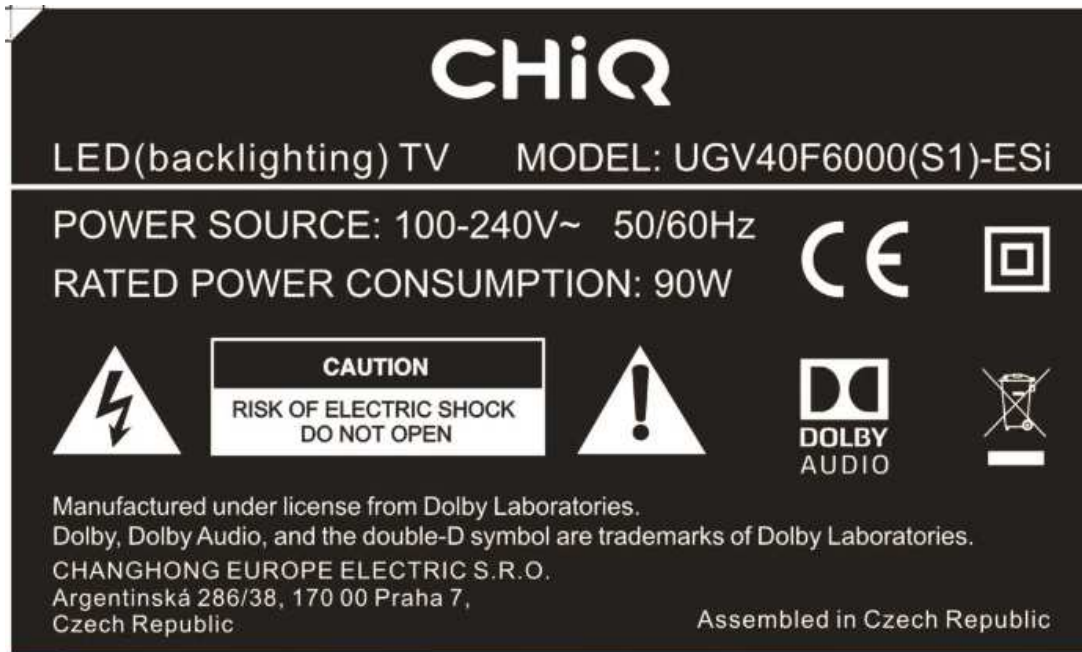 CHiQ
LED(backlighting) TV MODEL: UGV40F6000(S1)-ESi
POWER SOURCE: 100-240V~ 50/60Hz
RATED POWER CONSUMPTION: 90W
CE
CAUTION
RISK OF ELECTRIC SHOCK
DO NOT OPEN
DOLBY
AUDIO
Manufactured under license from Dolby Laboratories.
Dolby, Dolby Audio, and the double-D symbol are trademarks of Dolby Laboratories.
CHANGHONG EUROPE ELECTRIC S.R.O.
Argentinská 286/38, 170 00 Praha 7,
Czech Republic
Assembled in Czech Republic